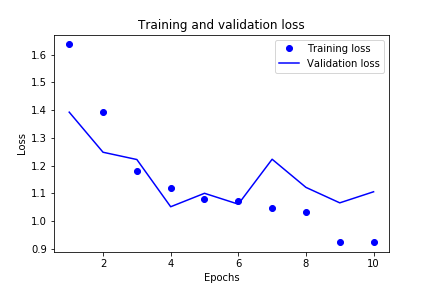 Training and validation loss
Training loss
Validation loss
1.6
1.5
1.4
1.3
1.2
1.1
1.0
0.9
Loss
2
4
6
8
10
Epochs